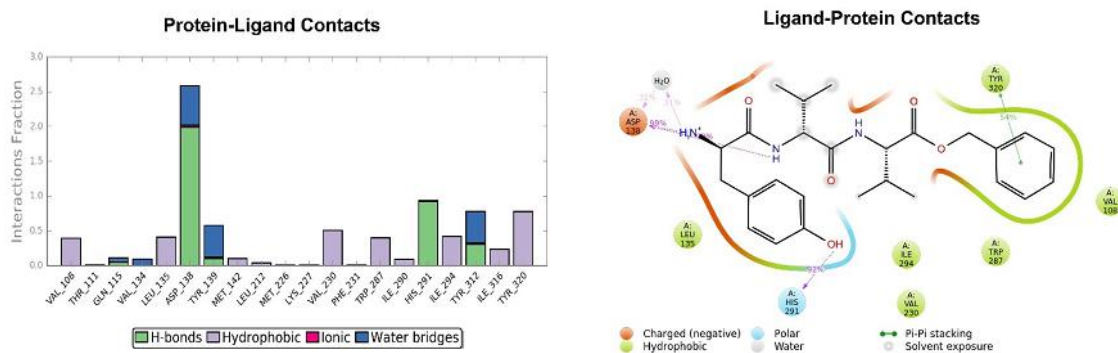 Protein-Ligand Contacts
Interactions Fraction
3.0
2.5
2.0
1.5
1.0
0.5
0.0
VAL_108
THR_111
GLN_115
VAL_134
LEU_135
ASP_138
TYR_139
MET_142
LEU_212
MET_226
LYS_227
VAL_230
PHE_231
TRP_287
ILE_290
HIS_291
ILE_294
TYR_312
ILE_316
TYR_320
H-bonds Hydrophobic Ionic Water bridges
Ligand-Protein Contacts
H₂O
A:
ASP
138
99%
H₃N⁺
O
N
H
O
H
N
O
O
OH
92%
A:
TYR
320
54%
A:
VAL
108
A:
LEU
135
A:
ILE
294
A:
TRP
287
A:
HIS
291
A:
VAL
230
Charged (negative)
Hydrophobic
Polar
Water
Pi-Pi stacking
Solvent exposure